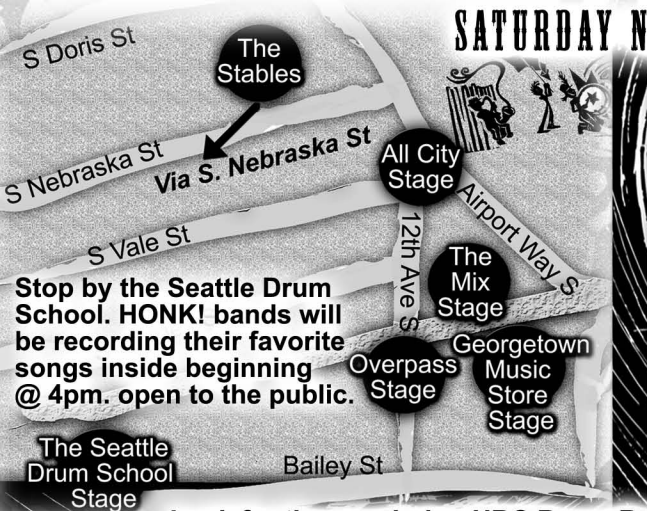 SATURDAY N
S Doris St
The
Stables
S Nebraska St
Via S. Nebraska St
All City
Stage
S Vale St
12th Ave S
Airport Way S
The
Mix
Stage
Stop by the Seattle Drum
School. HONK! bands will
be recording their favorite
songs inside beginning
@ 4pm. open to the public.
Overpass
Stage
Georgetown
Music
Store
Stage
The Seattle
Drum School
Stage
Bailey St